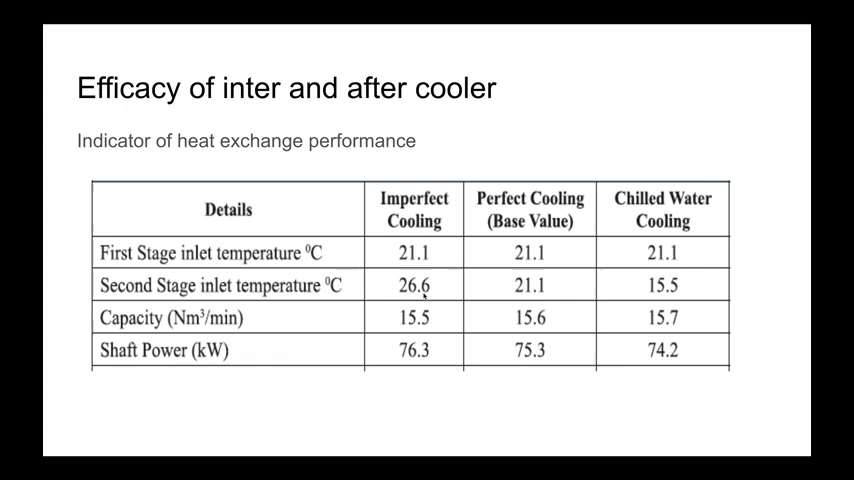 Efficacy of inter and after cooler
Indicator of heat exchange performance
Details Imperfect Cooling Perfect Cooling (Base Value) Chilled Water Cooling
First Stage inlet temperature ⁰C 21.1 21.1 21.1
Second Stage inlet temperature ⁰C 26.6 21.1 15.5
Capacity (Nm³/min) 15.5 15.6 15.7
Shaft Power (kW) 76.3 75.3 74.2